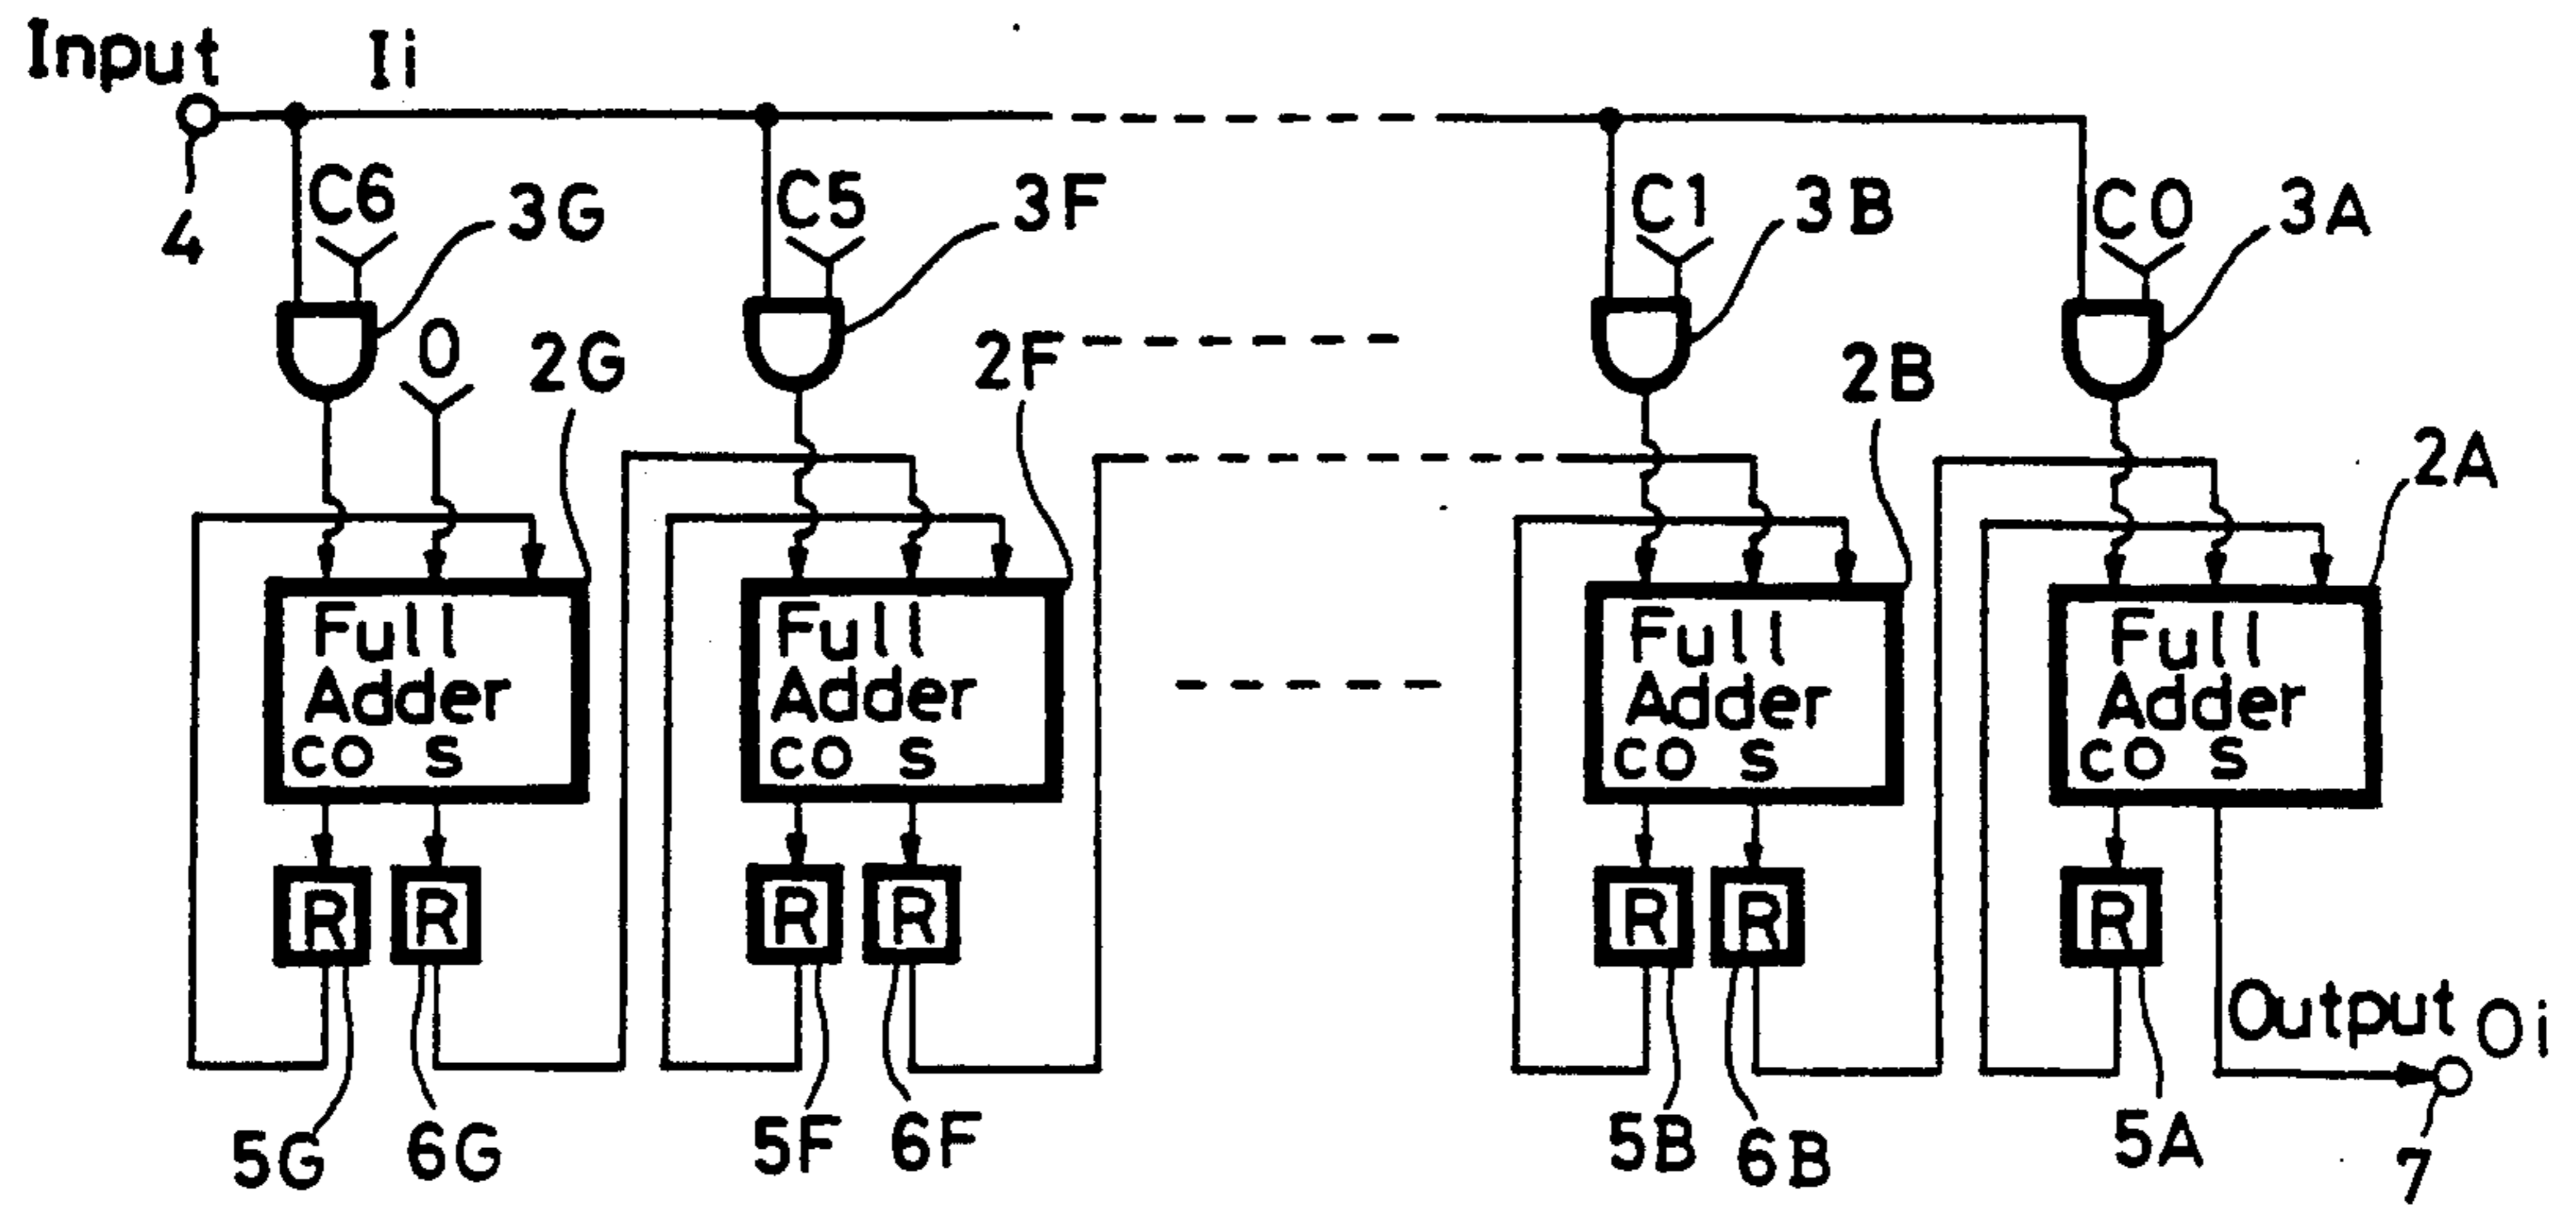 Input Ii
4
C6 3G
C5 3F
C1 3B
C0 3A
0 2G
2F
2B
2A
Full
Adder
co s
Full
Adder
co s
Full
Adder
co s
Full
Adder
co s
R R
R R
R R
R
Output Oi
5G 6G
5F 6F
5B 6B
5A
7